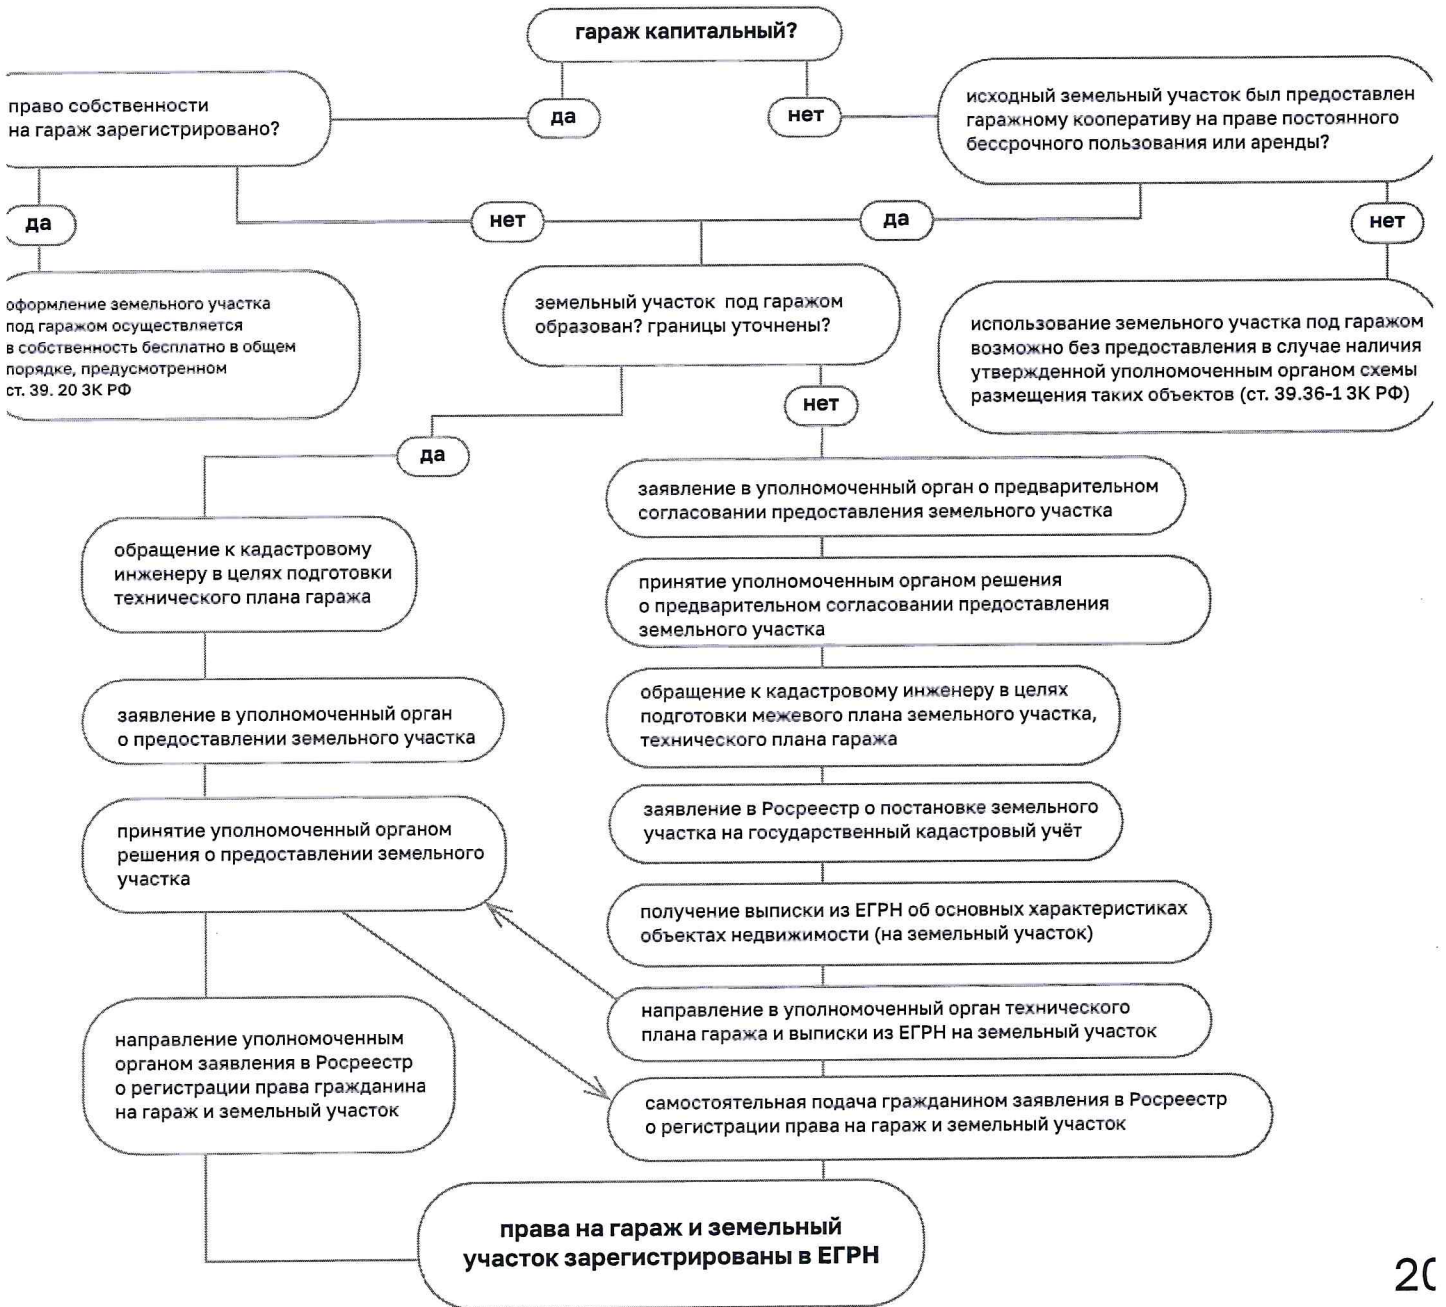 гараж капитальный?
право собственности
на гараж зарегистрировано?
да
нет
исходный земельный участок был предоставлен
гаражному кооперативу на праве постоянного
бессрочного пользования или аренды?
да
нет
да
нет
оформление земельного участка
под гаражом осуществляется
в собственность бесплатно в общем
порядке, предусмотренном
ст. 39. 20 ЗК РФ
земельный участок под гаражом
образован? границы уточнены?
использование земельного участка под гаражом
возможно без предоставления в случае наличия
утвержденной уполномоченным органом схемы
размещения таких объектов (ст. 39.36-1 ЗК РФ)
нет
да
заявление в уполномоченный орган о предварительном
согласовании предоставления земельного участка
обращение к кадастровому
инженеру в целях подготовки
технического плана гаража
принятие уполномоченным органом решения
о предварительном согласовании предоставления
земельного участка
обращение к кадастровому инженеру в целях
подготовки межевого плана земельного участка,
технического плана гаража
заявление в уполномоченный орган
о предоставлении земельного участка
заявление в Росреестр о постановке земельного
участка на государственный кадастровый учёт
принятие уполномоченный органом
решения о предоставлении земельного
участка
получение выписки из ЕГРН об основных характеристиках
объектах недвижимости (на земельный участок)
направление в уполномоченный орган технического
плана гаража и выписки из ЕГРН на земельный участок
направление уполномоченным
органом заявления в Росреестр
о регистрации права гражданина
на гараж и земельный участок
самостоятельная подача гражданином заявления в Росреестр
о регистрации права на гараж и земельный участок
права на гараж и земельный
участок зарегистрированы в ЕГРН